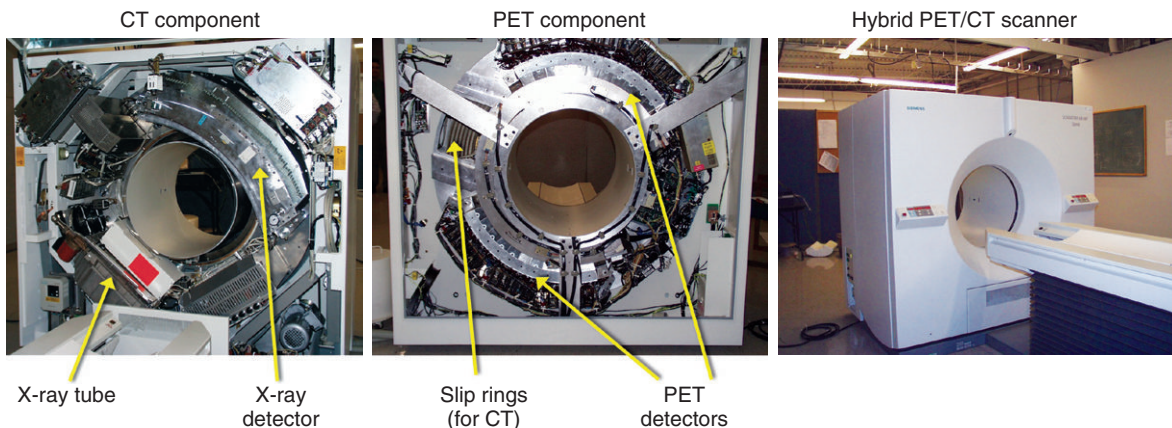 CT component
PET component
Hybrid PET/CT scanner
SIEMENS
X-ray tube
X-ray
detector
Slip rings
(for CT)
PET
detectors